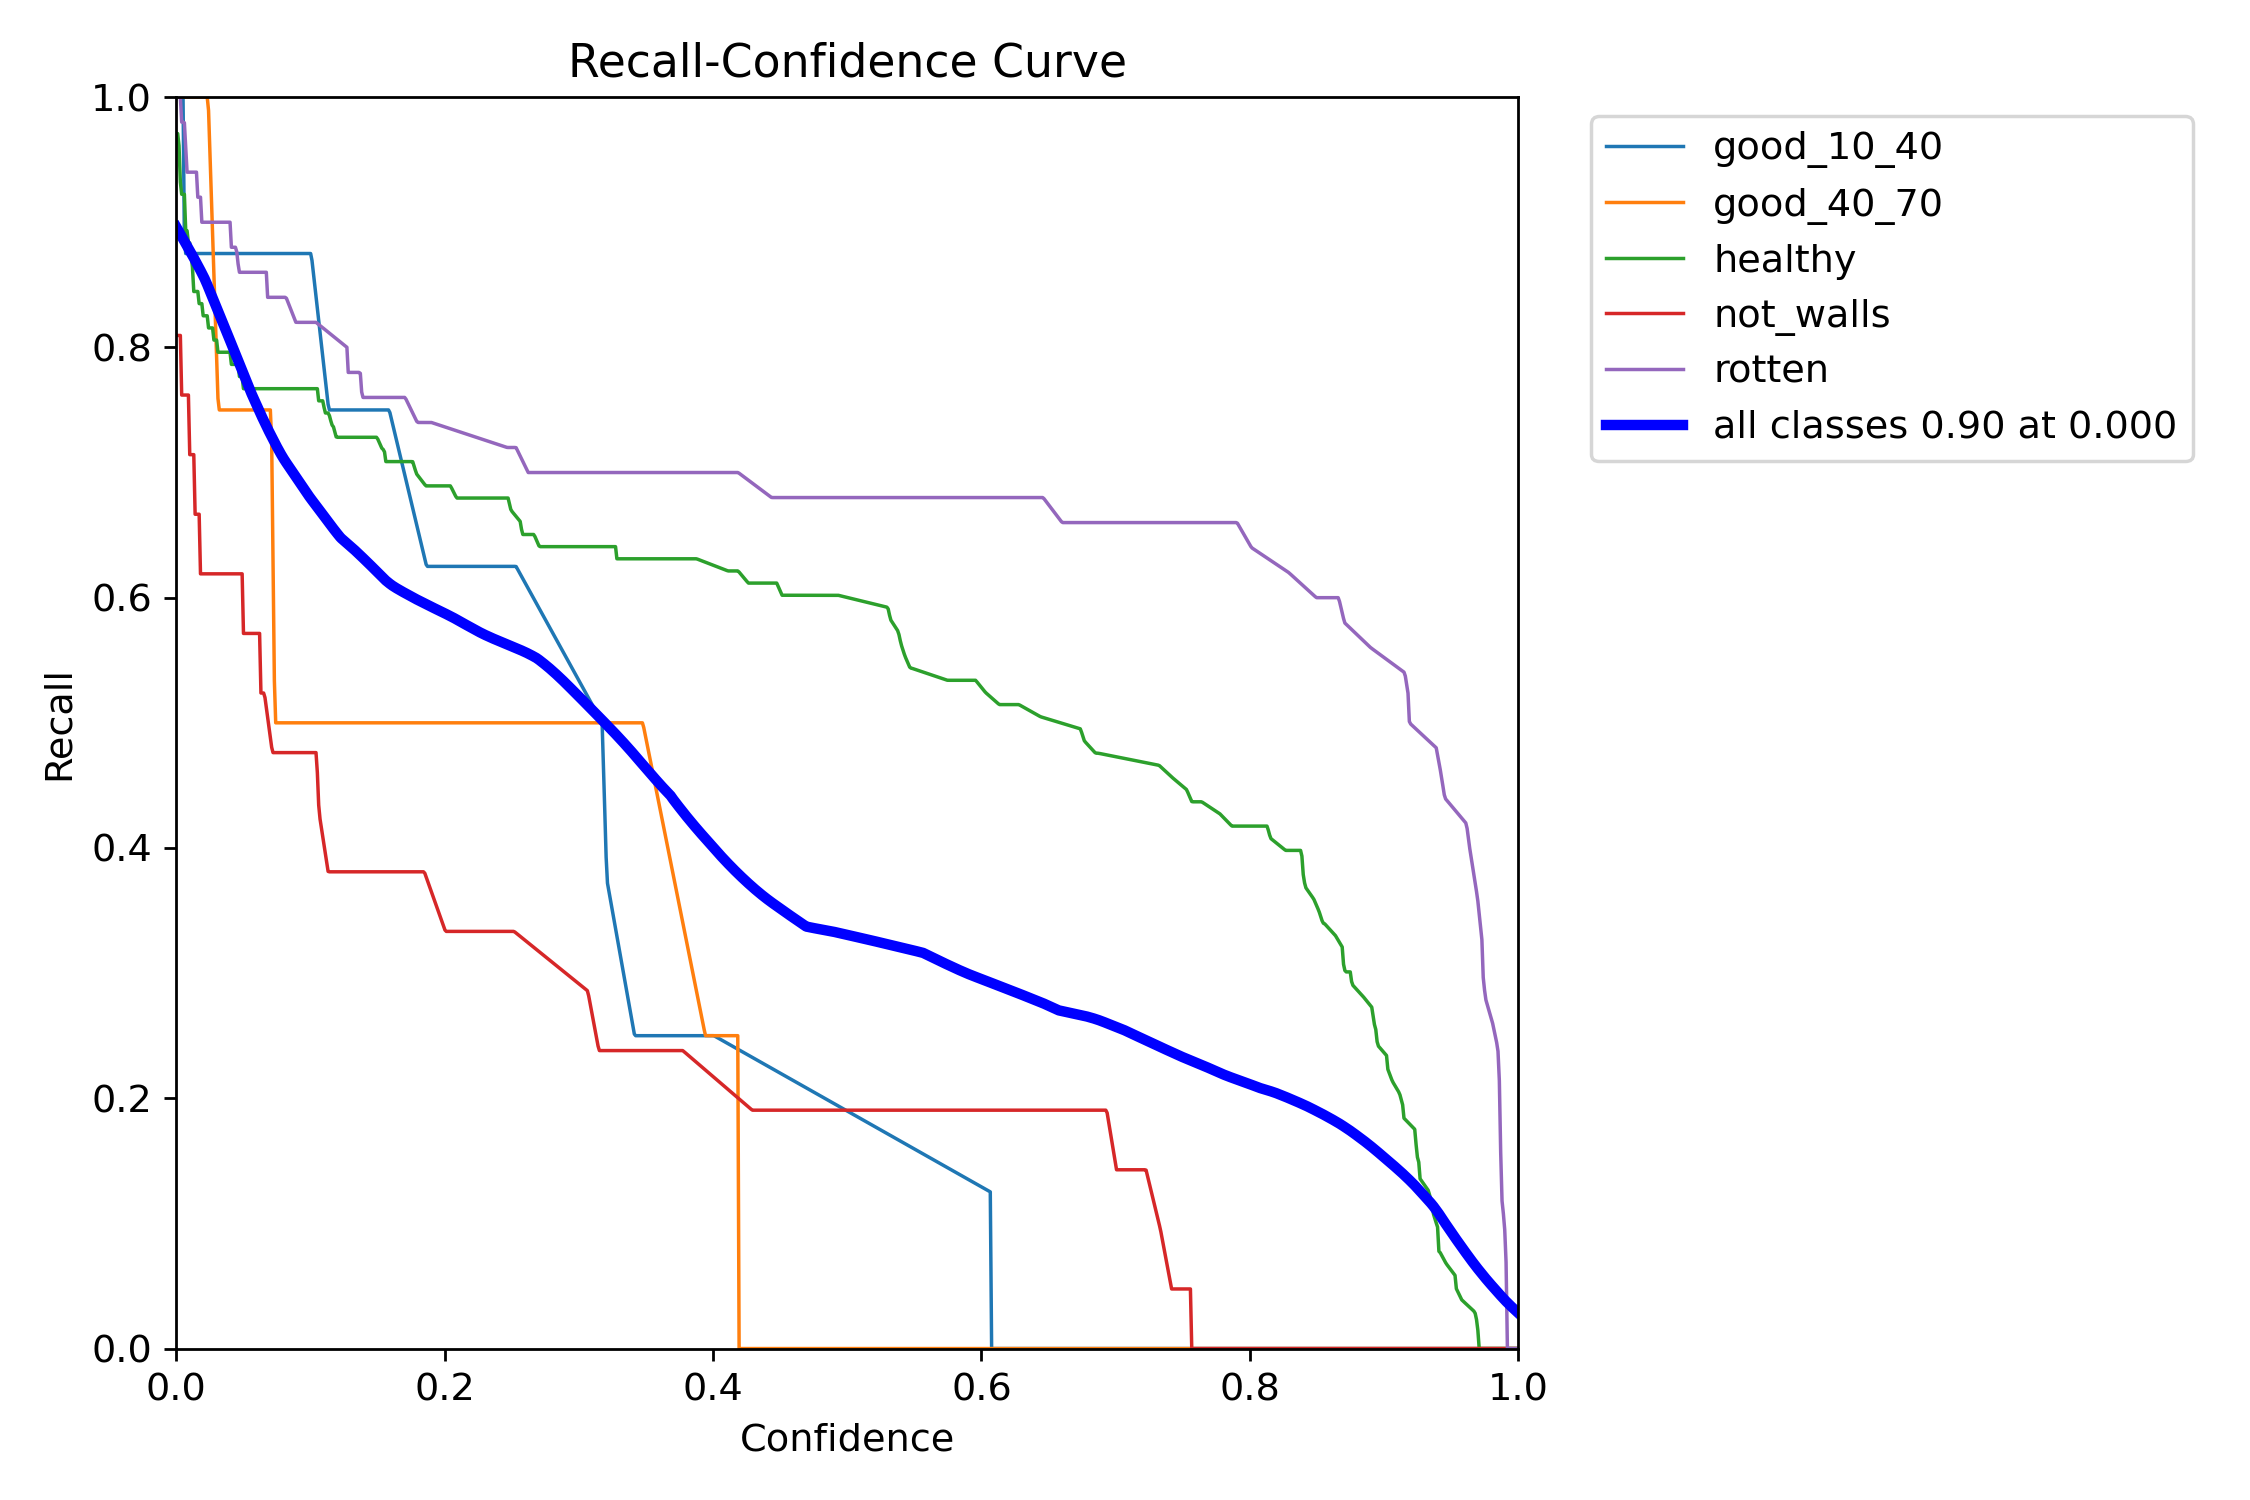 Recall-Confidence Curve
1.0
0.8
0.6
0.4
0.2
0.0
Recall
0.0 0.2 0.4 0.6 0.8 1.0
Confidence
good_10_40
good_40_70
healthy
not_walls
rotten
all classes 0.90 at 0.000